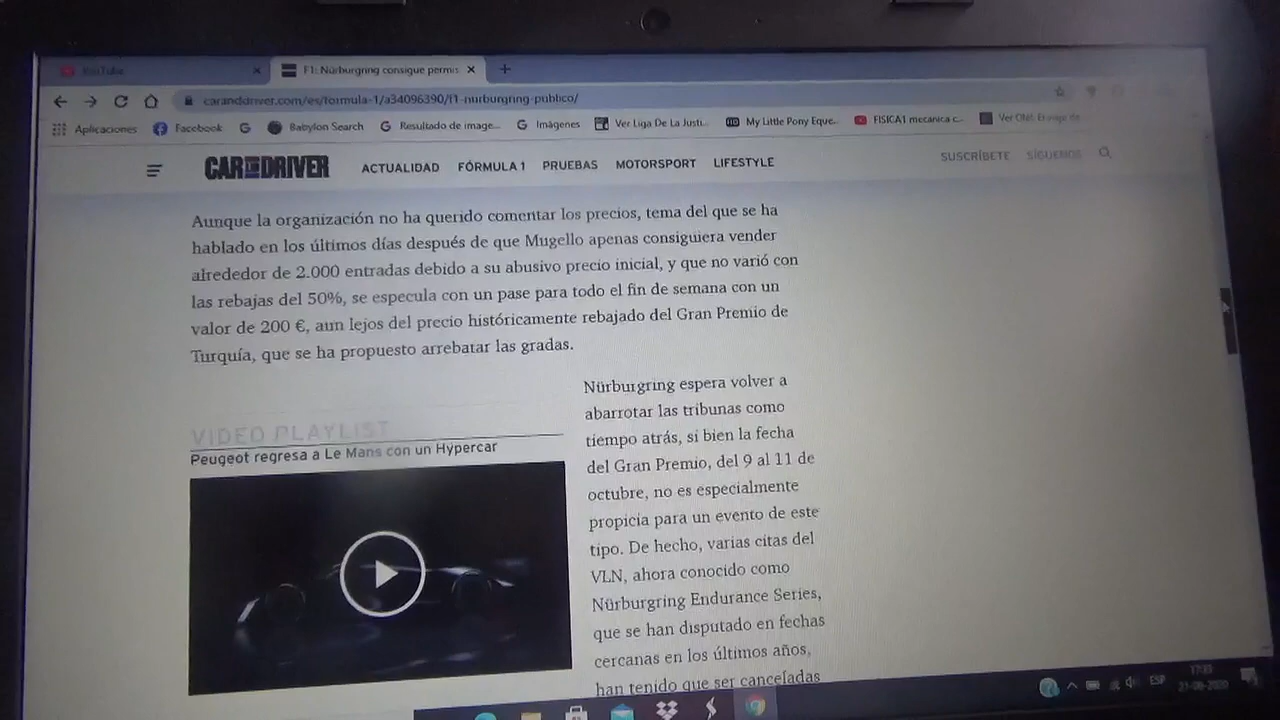 YouTube
F1: Nürburgring consigue permis
caranddriver.com/es/formula-1/a34096390/f1-nurburgring-publico/
Aplicaciones Facebook Babylon Search Resultado de image... Imágenes Ver Liga De La Justi... My Little Pony Eque... FISICA1 mecanica c...
CAR AND DRIVER ACTUALIDAD FÓRMULA 1 PRUEBAS MOTORSPORT LIFESTYLE SUSCRÍBETE SÍGUENOS
Aunque la organización no ha querido comentar los precios, tema del que se ha
hablado en los últimos días después de que Mugello apenas consiguiera vender
alrededor de 2.000 entradas debido a su abusivo precio inicial, y que no varió con
las rebajas del 50%, se especula con un pase para todo el fin de semana con un
valor de 200 €, aun lejos del precio históricamente rebajado del Gran Premio de
Turquía, que se ha propuesto arrebatar las gradas.
VIDEO PLAYLIST
Peugeot regresa a Le Mans con un Hypercar
Nürburgring espera volver a
abarrotar las tribunas como
tiempo atrás, si bien la fecha
del Gran Premio, del 9 al 11 de
octubre, no es especialmente
propicia para un evento de este
tipo. De hecho, varias citas del
VLN, ahora conocido como
Nürburgring Endurance Series,
que se han disputado en fechas
cercanas en los últimos años,
han tenido que ser canceladas
ESP